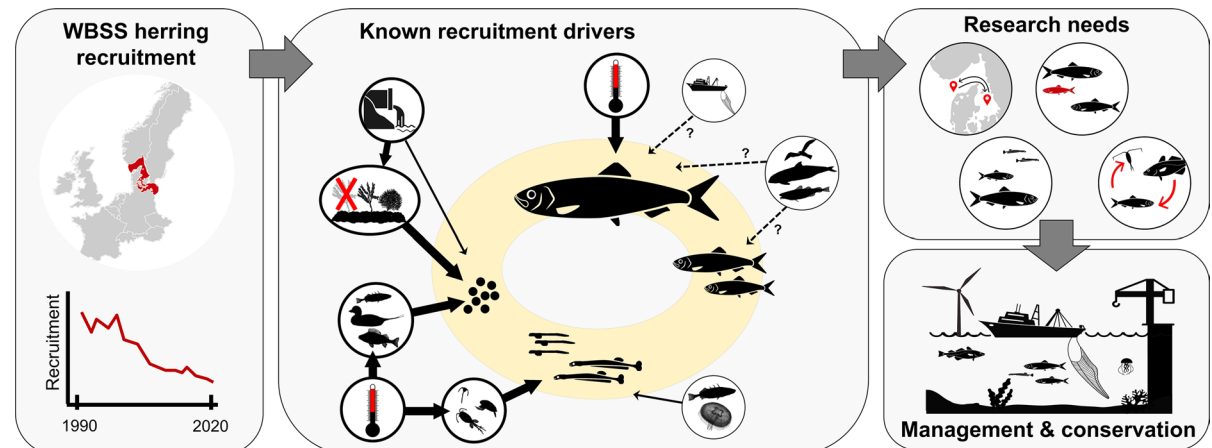 WBSS herring
recruitment
Recruitment
1990
2020
Known recruitment drivers
?
?
?
Research needs
Management & conservation